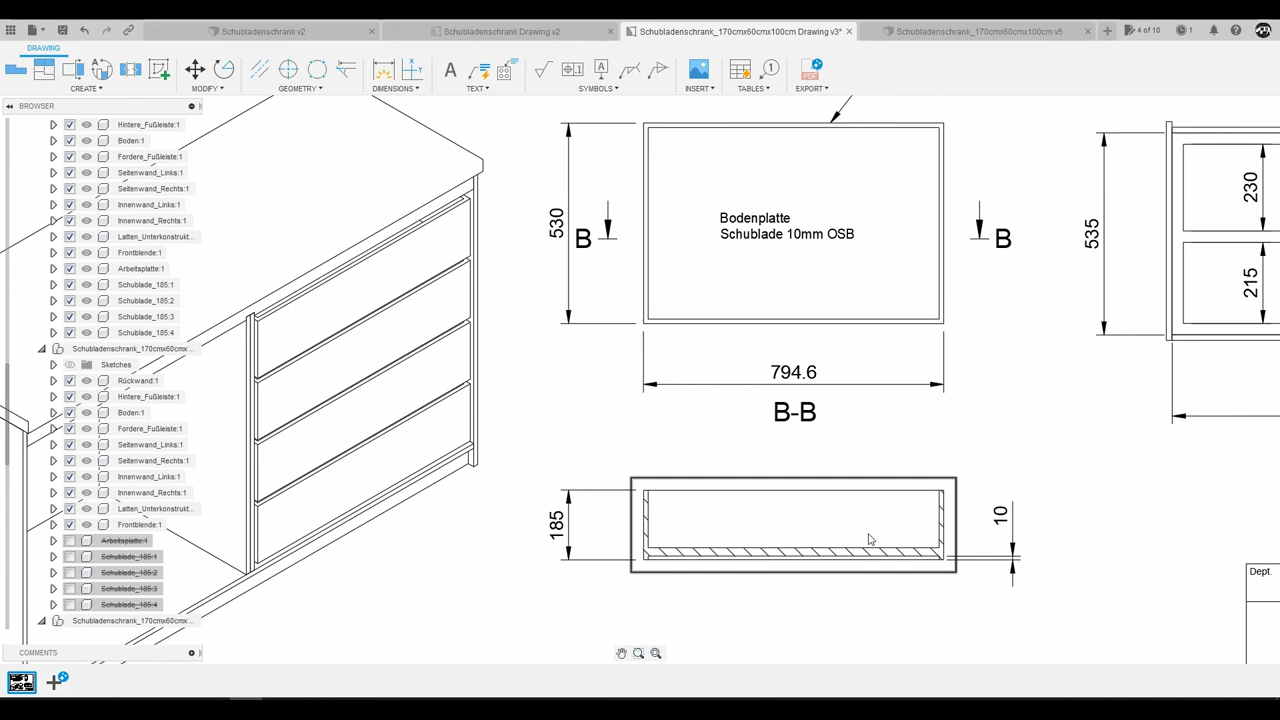 Schubladenschrank v2
Schubladenschrank Drawing v2
Schubladenschrank_170cmx60cmx100cm Drawing v3*
Schubladenschrank_170cmx60cmx100cm v5
4 of 10
1
DRAWING
CREATE
MODIFY
GEOMETRY
DIMENSIONS
TEXT
SYMBOLS
INSERT
TABLES
EXPORT
BROWSER
Hintere_Fußleiste:1
Boden:1
Fordere_Fußleiste:1
Seitenwand_Links:1
Seitenwand_Rechts:1
Innenwand_Links:1
Innenwand_Rechts:1
Latten_Unterkonstrukt...
Frontblende:1
Arbeitsplatte:1
Schublade_185:1
Schublade_185:2
Schublade_185:3
Schublade_185:4
Schubladenschrank_170cmx60cmx...
Sketches
Rückwand:1
Hintere_Fußleiste:1
Boden:1
Fordere_Fußleiste:1
Seitenwand_Links:1
Seitenwand_Rechts:1
Innenwand_Links:1
Innenwand_Rechts:1
Latten_Unterkonstrukt...
Frontblende:1
Arbeitsplatte:1
Schublade_185:1
Schublade_185:2
Schublade_185:3
Schublade_185:4
Schubladenschrank_170cmx60cmx...
COMMENTS
530
B
Bodenplatte
Schublade 10mm OSB
B
794.6
B-B
185
10
535
230
215
Dept.